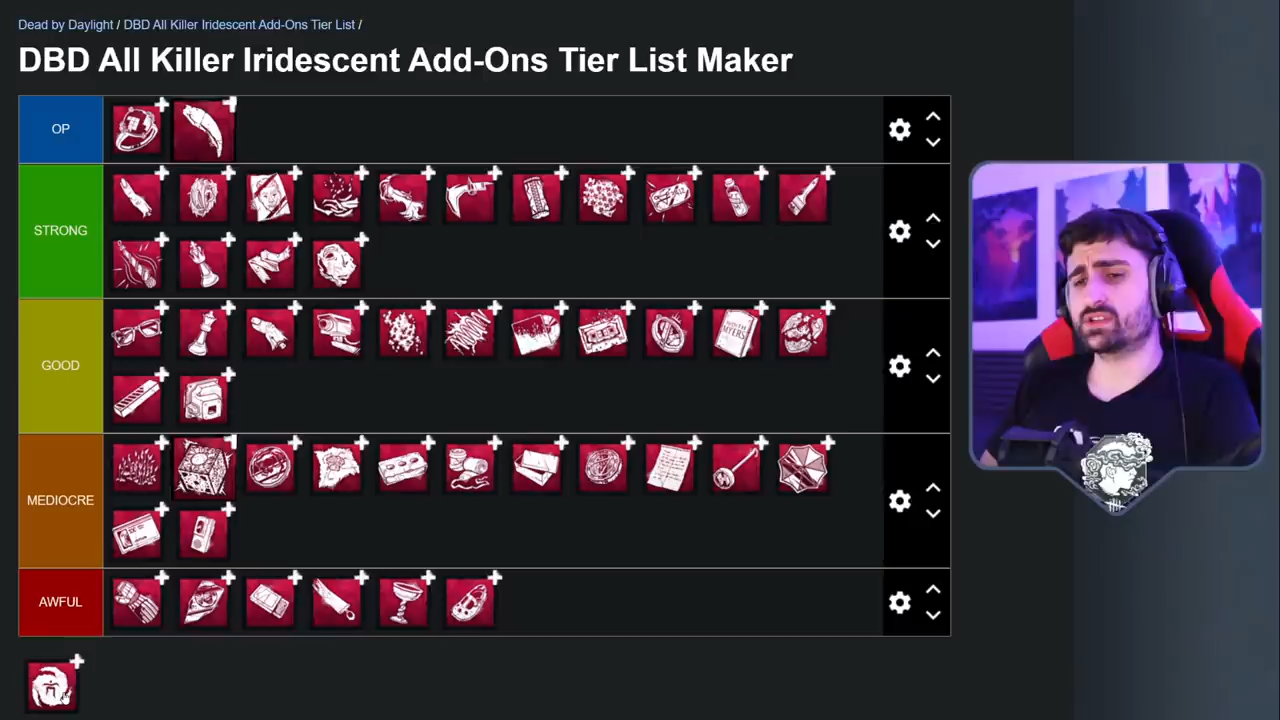 Dead by Daylight / DBD All Killer Iridescent Add-Ons Tier List /
DBD All Killer Iridescent Add-Ons Tier List Maker
OP
STRONG
GOOD
MEDIOCRE
AWFUL